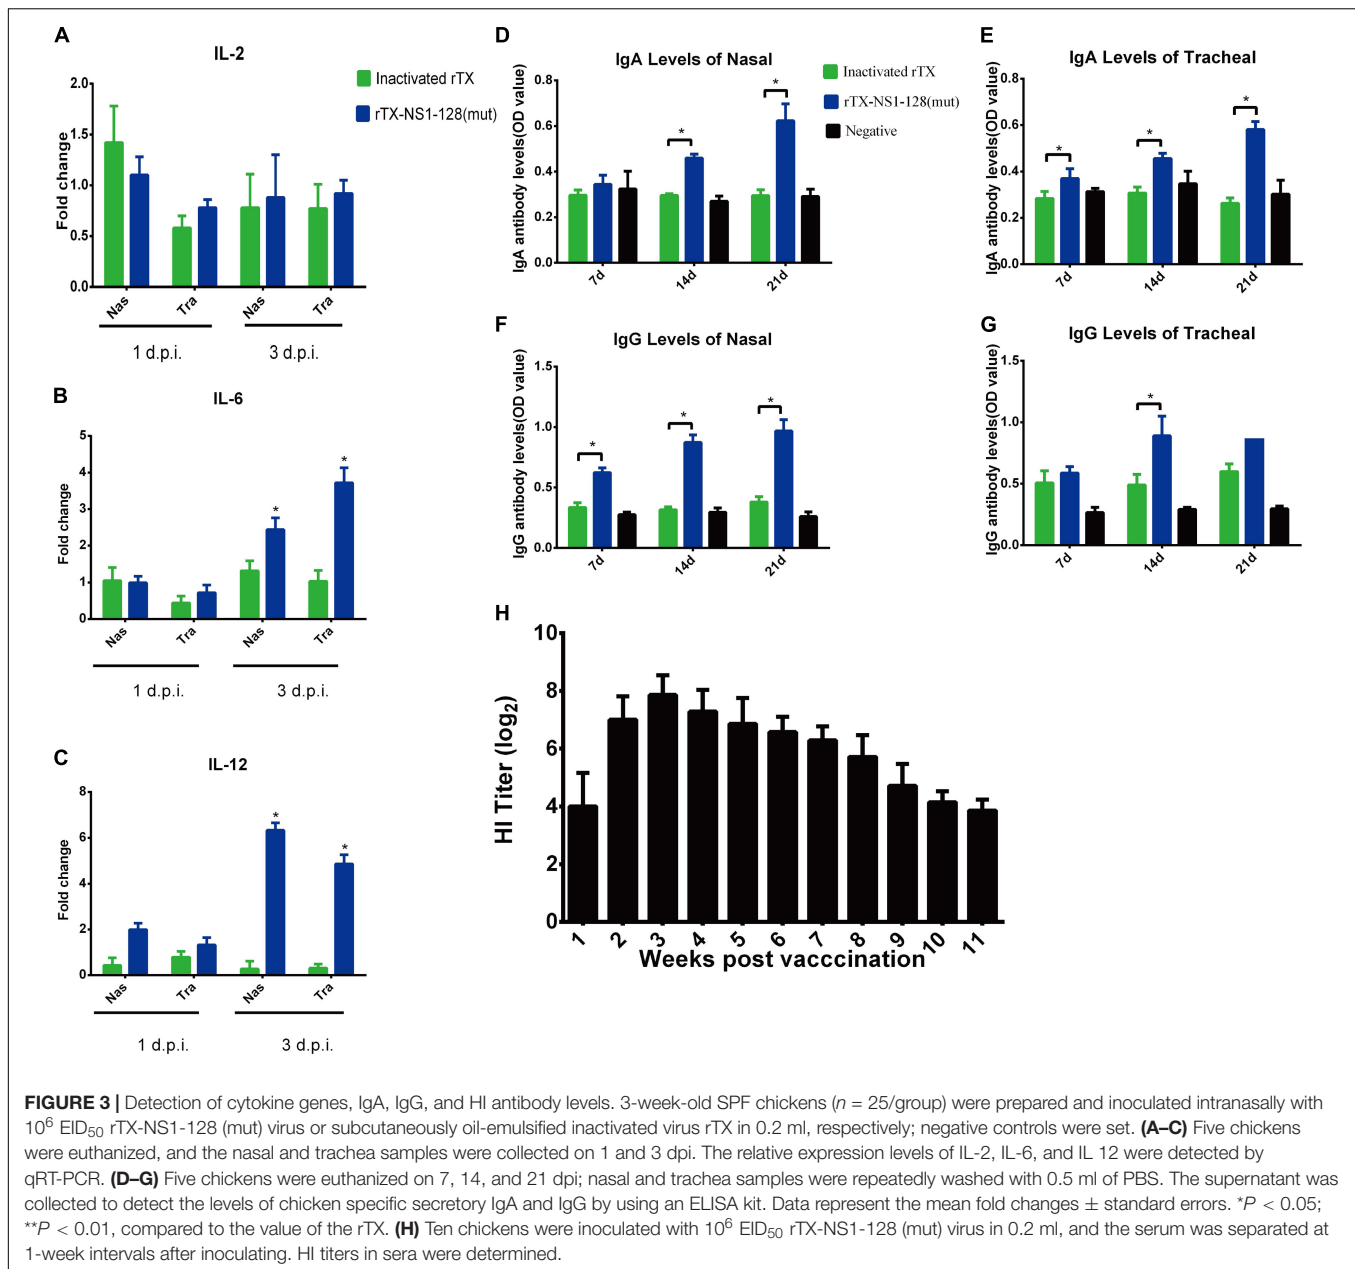 A
IL-2
Inactivated rTX
rTX-NS1-128(mut)
Fold change
2.0
1.5
1.0
0.5
0.0
Nas
Tra
Nas
Tra
1 d.p.i.
3 d.p.i.
B
IL-6
Fold change
5
4
3
2
1
0
*
*
Nas
Tra
Nas
Tra
1 d.p.i.
3 d.p.i.
C
IL-12
Fold change
8
6
4
2
0
*
*
Nas
Tra
Nas
Tra
1 d.p.i.
3 d.p.i.
D
IgA Levels of Nasal
Inactivated rTX
rTX-NS1-128(mut)
Negative
IgA antibody levels(OD value)
0.8
0.6
0.4
0.2
0.0
*
*
7d
14d
21d
E
IgA Levels of Tracheal
IgA antibody levels(OD value)
0.8
0.6
0.4
0.2
0.0
*
*
*
7d
14d
21d
F
IgG Levels of Nasal
IgG antibody levels(OD value)
1.5
1.0
0.5
0.0
*
*
*
7d
14d
21d
G
IgG Levels of Tracheal
IgG antibody levels(OD value)
1.5
1.0
0.5
0.0
*
7d
14d
21d
H
HI Titer (log2)
10
8
6
4
2
0
1 2 3 4 5 6 7 8 9 10 11
Weeks post vacccination
FIGURE 3 | Detection of cytokine genes, IgA, IgG, and HI antibody levels. 3-week-old SPF chickens (n = 25/group) were prepared and inoculated intranasally with
10^6 EID50 rTX-NS1-128 (mut) virus or subcutaneously oil-emulsified inactivated virus rTX in 0.2 ml, respectively; negative controls were set. (A–C) Five chickens
were euthanized, and the nasal and trachea samples were collected on 1 and 3 dpi. The relative expression levels of IL-2, IL-6, and IL 12 were detected by
qRT-PCR. (D–G) Five chickens were euthanized on 7, 14, and 21 dpi; nasal and trachea samples were repeatedly washed with 0.5 ml of PBS. The supernatant was
collected to detect the levels of chicken specific secretory IgA and IgG by using an ELISA kit. Data represent the mean fold changes ± standard errors. *P < 0.05;
**P < 0.01, compared to the value of the rTX. (H) Ten chickens were inoculated with 10^6 EID50 rTX-NS1-128 (mut) virus in 0.2 ml, and the serum was separated at
1-week intervals after inoculating. HI titers in sera were determined.